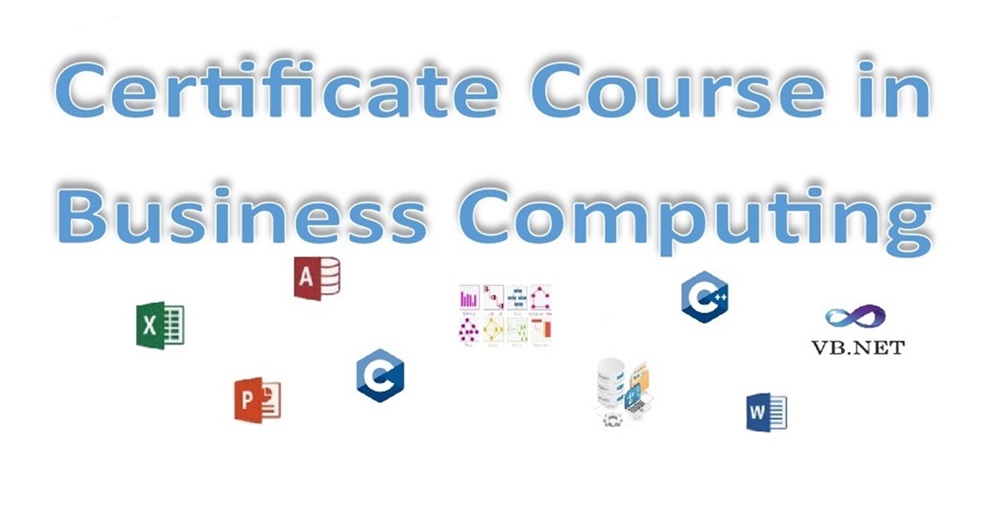 Certificate Course in
Business Computing
A
X
C++
VB.NET
C
P
W